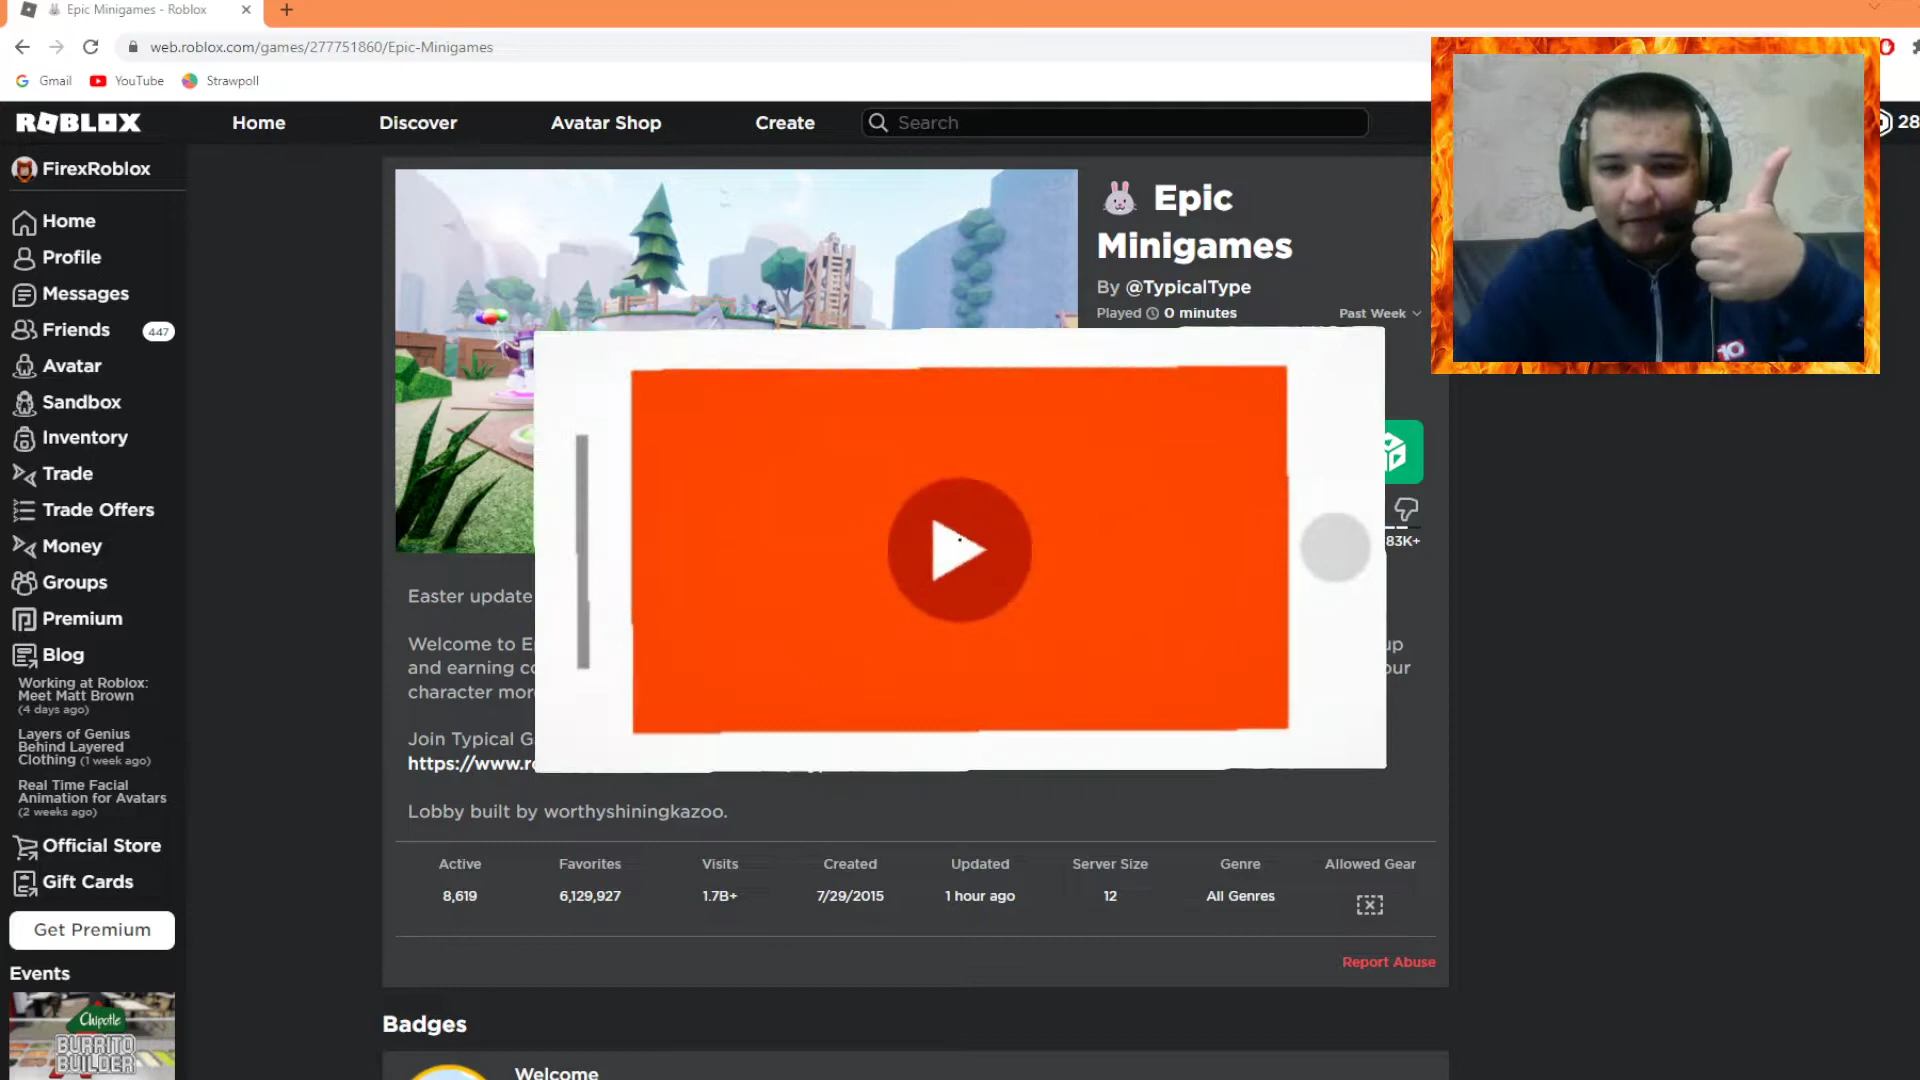 Epic Minigames - Roblox
web.roblox.com/games/277751860/Epic-Minigames
Gmail YouTube Strawpoll
ROBLOX Home Discover Avatar Shop Create Search 28
FirexRoblox
Home
Profile
Messages
Friends 447
Avatar
Sandbox
Inventory
Trade
Trade Offers
Money
Groups
Premium
Blog
Working at Roblox:
Meet Matt Brown
(4 days ago)
Layers of Genius
Behind Layered
Clothing (1 week ago)
Real Time Facial
Animation for Avatars
(2 weeks ago)
Official Store
Gift Cards
Get Premium
Events
Chipotle
BURRITO
BUILDER
Epic
Minigames
By @TypicalType
Played 0 minutes Past Week
83K+
Easter update
Welcome to
and earning
character
Join Typical
https://www.
Lobby built by worthyshiningkazoo.
Active Favorites Visits Created Updated Server Size Genre Allowed Gear
8,619 6,129,927 1.7B+ 7/29/2015 1 hour ago 12 All Genres
Report Abuse
Badges
Welcome
10